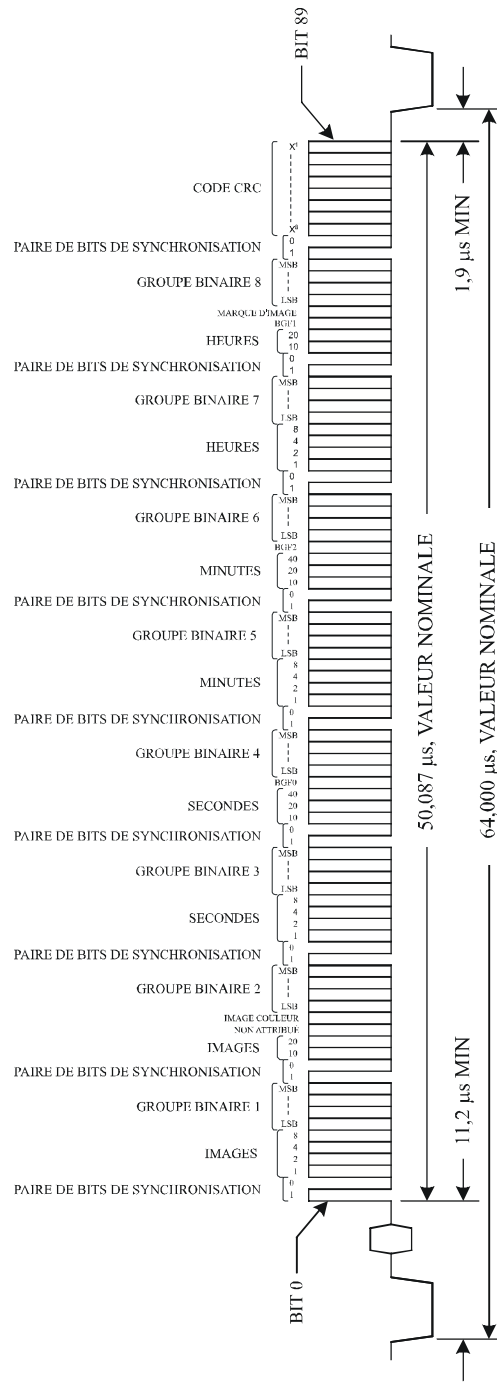 BIT 89
X¹
CODE CRC
X⁰
PAIRE DE BITS DE SYNCHRONISATION
0
1
MSB
GROUPE BINAIRE 8
LSB
MARQUE D'IMAGE
BGF1
HEURES
20
10
PAIRE DE BITS DE SYNCHRONISATION
0
1
MSB
GROUPE BINAIRE 7
LSB
HEURES
8
4
2
1
PAIRE DE BITS DE SYNCHRONISATION
0
1
MSB
GROUPE BINAIRE 6
LSB
BGF2
MINUTES
40
20
10
PAIRE DE BITS DE SYNCHRONISATION
0
1
MSB
GROUPE BINAIRE 5
LSB
MINUTES
8
4
2
1
PAIRE DE BITS DE SYNCHRONISATION
0
1
MSB
GROUPE BINAIRE 4
LSB
BGF0
SECONDES
40
20
10
PAIRE DE BITS DE SYNCHRONISATION
0
1
MSB
GROUPE BINAIRE 3
LSB
SECONDES
8
4
2
1
PAIRE DE BITS DE SYNCHRONISATION
0
1
MSB
GROUPE BINAIRE 2
LSB
IMAGE COULEUR
NON ATTRIBUÉ
IMAGES
20
10
PAIRE DE BITS DE SYNCHRONISATION
0
1
MSB
GROUPE BINAIRE 1
LSB
IMAGES
8
4
2
1
PAIRE DE BITS DE SYNCHRONISATION
0
1
BIT 0
1,9 µs MIN
50,087 µs, VALEUR NOMINALE
64,000 µs, VALEUR NOMINALE
11,2 µs MIN